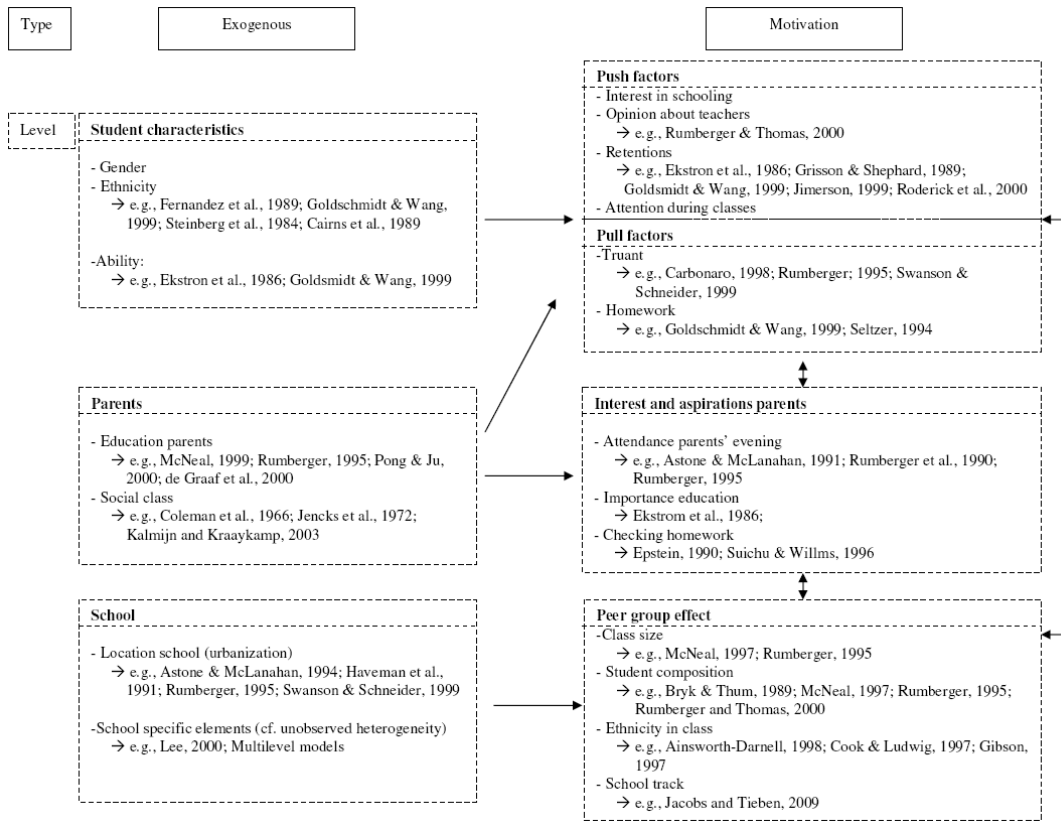 Type
Exogenous
Motivation
Level
Student characteristics
- Gender
- Ethnicity
→ e.g., Fernandez et al., 1989; Goldschmidt & Wang,
1999; Steinberg et al., 1984; Cairns et al., 1989
-Ability:
→ e.g., Ekstron et al., 1986; Goldsmidt & Wang, 1999
Push factors
- Interest in schooling
- Opinion about teachers
→ e.g., Rumberger & Thomas, 2000
- Retentions
→ e.g., Ekstron et al., 1986; Grisson & Shephard, 1989;
Goldsmidt & Wang, 1999; Jimerson, 1999; Roderick et al., 2000
- Attention during classes
Pull factors
-Truant
→ e.g., Carbonaro, 1998; Rumberger; 1995; Swanson &
Schneider, 1999
- Homework
→ e.g., Goldschmidt & Wang, 1999; Seltzer, 1994
Parents
- Education parents
→ e.g., McNeal, 1999; Rumberger, 1995; Pong & Ju,
2000; de Graaf et al., 2000
- Social class
→ e.g., Coleman et al., 1966; Jencks et al., 1972;
Kalmijn and Kraaykamp, 2003
Interest and aspirations parents
- Attendance parents’ evening
→ e.g., Astone & McLanahan, 1991; Rumberger et al., 1990;
Rumberger, 1995
- Importance education
→ Ekstrom et al., 1986;
- Checking homework
→ Epstein, 1990; Suichu & Willms, 1996
School
- Location school (urbanization)
→ e.g., Astone & McLanahan, 1994; Haveman et al.,
1991; Rumberger, 1995; Swanson & Schneider, 1999
-School specific elements (cf. unobserved heterogeneity)
→ e.g., Lee, 2000; Multilevel models
Peer group effect
-Class size
→ e.g., McNeal, 1997; Rumberger, 1995
- Student composition
→ e.g., Bryk & Thum, 1989; McNeal, 1997; Rumberger, 1995;
Rumberger and Thomas, 2000
- Ethnicity in class
→ e.g., Ainsworth-Darnell, 1998; Cook & Ludwig, 1997; Gibson,
1997
- School track
→ e.g., Jacobs and Tieben, 2009